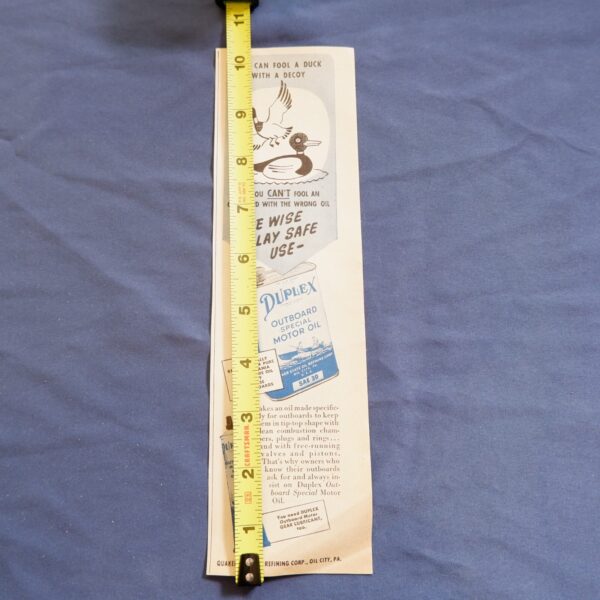 11
10
CAN FOOL A DUCK
WITH A DECOY
9
8
OU CAN'T FOOL AN
D WITH THE WRONG OIL
7
E WISE
LAY SAFE
USE-
6
DUPLEX
OUTBOARD
SPECIAL
MOTOR OIL
5
SAE 30
4
akes an oil made specific-
ly for outboards to keep
em in tip-top shape with
lean combustion cham-
ers, plugs and rings...
and with free-running
valves and pistons.
That's why owners who
know their outboards
ask for and always in-
sist on Duplex Out-
board Special Motor
Oil.
3
CRAFTSMAN
2
1
You need DUPLEX
Outboard Motor
GEAR LUBRICANT,
too.
QUAKE REFINING CORP., OIL CITY, PA.